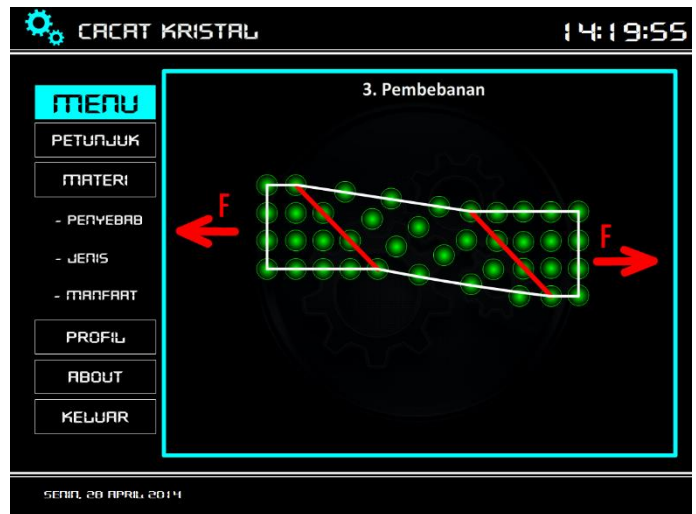 CACAT KRISTAL
14:19:55
MENU
3. Pembebanan
PETUNJUK
MATERI
- PENYEBAB
F
F
- JENIS
- MANFAAT
PROFIL
ABOUT
KELUAR
SENIN, 28 APRIL 2014